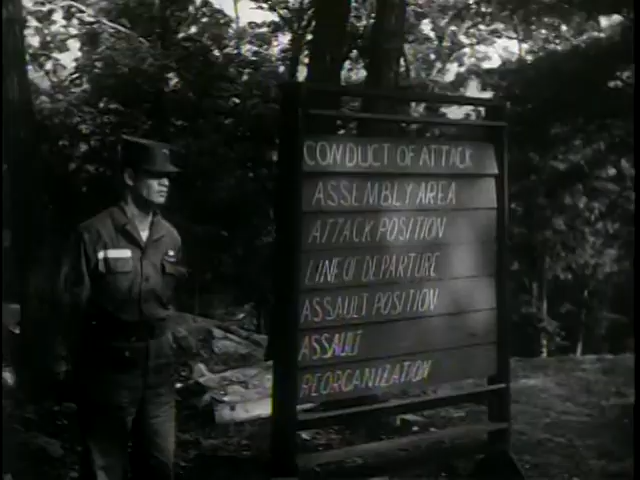 CONDUCT OF ATTACK
ASSEMBLY AREA
ATTACK POSITION
LINE OF DEPARTURE
ASSAULT POSITION
ASSAULT
REORGANIZATION